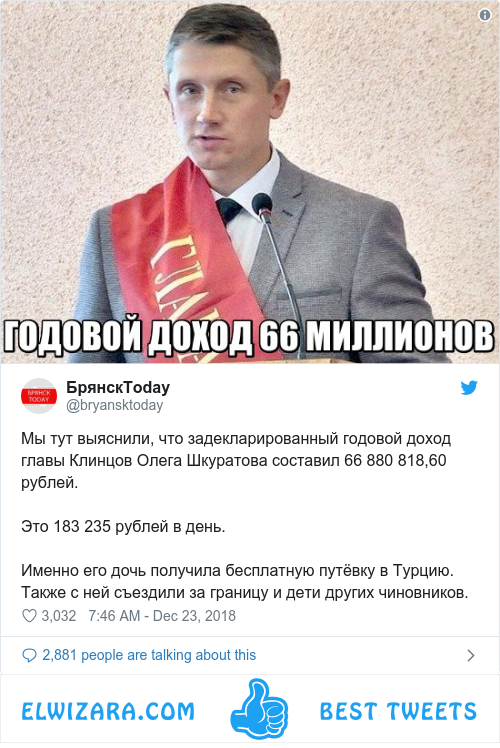 ГЛАВА
ГОДОВОЙ ДОХОД 66 МИЛЛИОНОВ
БРЯНСК
TODAY
БрянскToday
@bryansktoday
Мы тут выяснили, что задекларированный годовой доход
главы Клинцов Олега Шкуратова составил 66 880 818,60
рублей.
Это 183 235 рублей в день.
Именно его дочь получила бесплатную путёвку в Турцию.
Также с ней съездили за границу и дети других чиновников.
3,032 7:46 AM - Dec 23, 2018
2,881 people are talking about this
ELWIZARA.COM BEST TWEETS